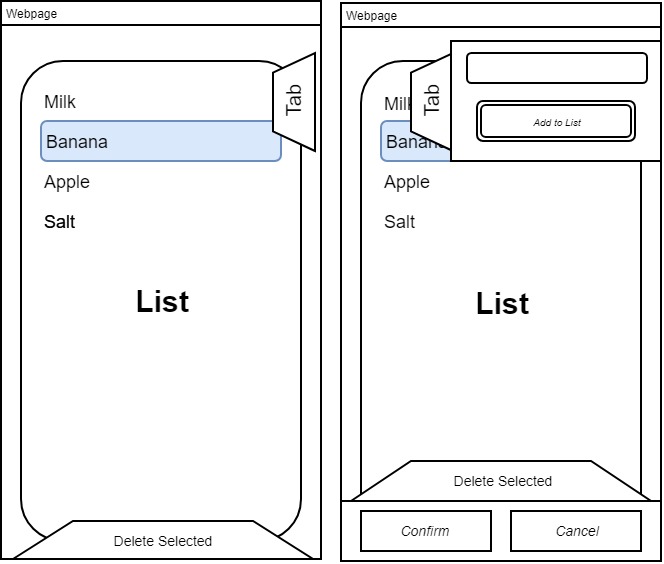 Webpage
Milk
Tab
Banana
Apple
Salt
List
Delete Selected
Webpage
Milk
Tab
Add to List
Banana
Apple
Salt
List
Delete Selected
Confirm
Cancel